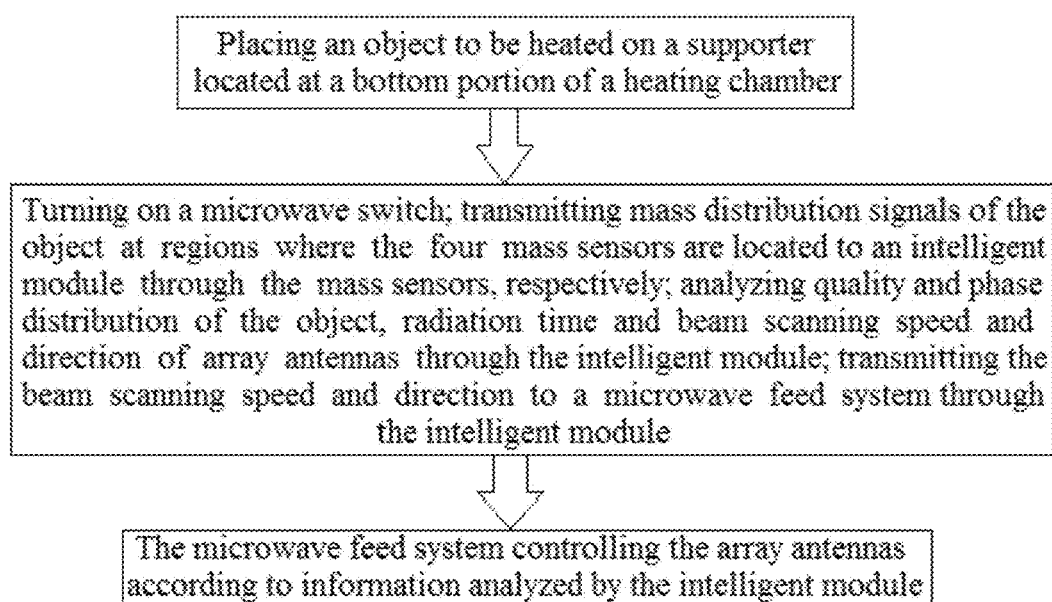 Placing an object to be heated on a supporter
located at a bottom portion of a heating chamber
Turning on a microwave switch; transmitting mass distribution signals of the
object at regions where the four mass sensors are located to an intelligent
module through the mass sensors, respectively; analyzing quality and phase
distribution of the object, radiation time and beam scanning speed and
direction of array antennas through the intelligent module; transmitting the
beam scanning speed and direction to a microwave feed system through
the intelligent module
The microwave feed system controlling the array antennas
according to information analyzed by the intelligent module